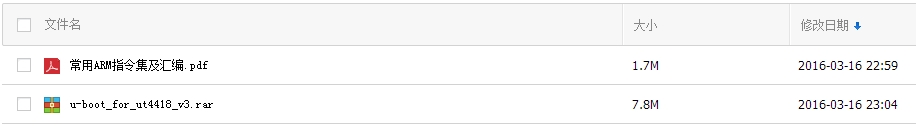 文件名 大小 修改日期
常用ARM指令集及汇编.pdf 1.7M 2016-03-16 22:59
u-boot_for_ut4418_v3.rar 7.8M 2016-03-16 23:04